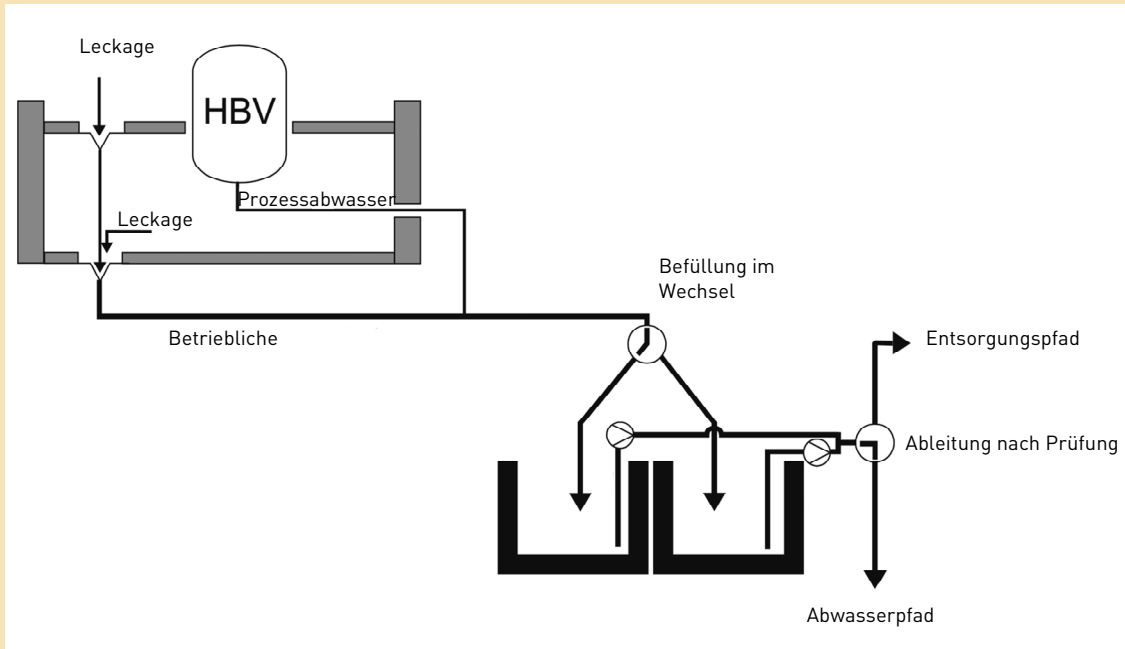 Leckage
HBV
Prozessabwasser
Leckage
Betriebliche
Befüllung im
Wechsel
Entsorgungspfad
Ableitung nach Prüfung
Abwasserpfad